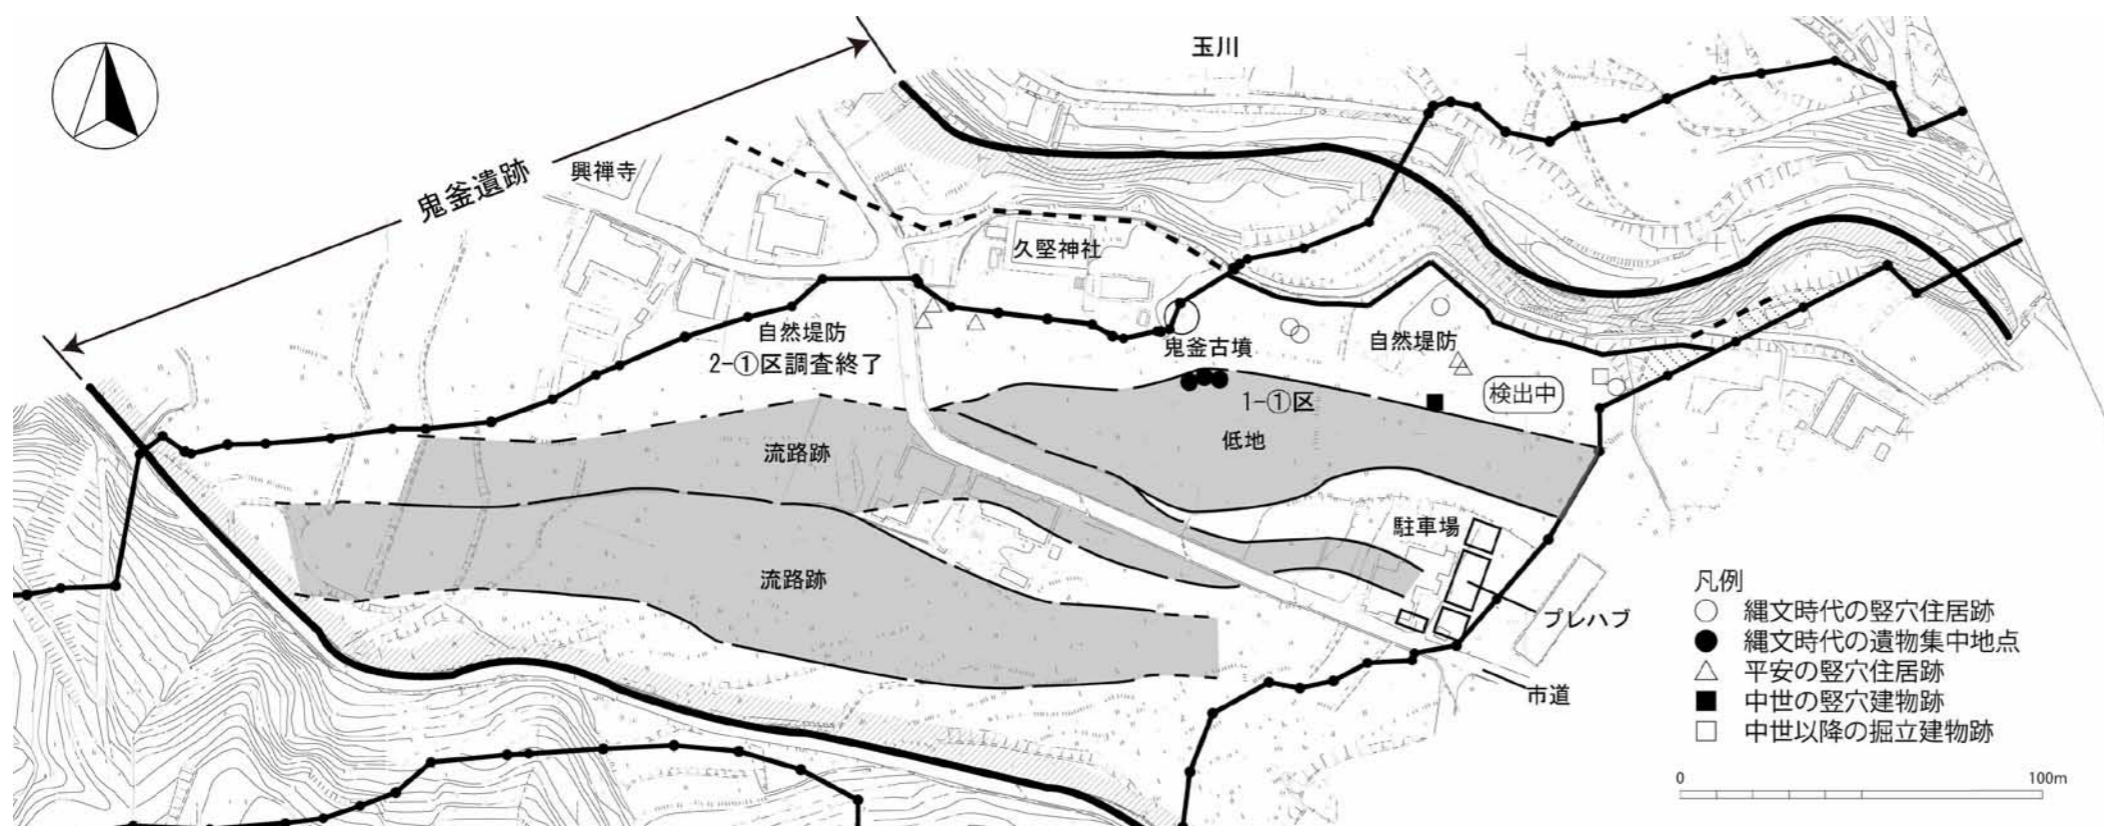 玉川
鬼釜遺跡
興禅寺
久堅神社
自然堤防
2-①区調査終了
鬼釜古墳
自然堤防
検出中
1-①区
低地
流路跡
流路跡
駐車場
プレハブ
市道
凡例
縄文時代の竪穴住居跡
縄文時代の遺物集中地点
平安の竪穴住居跡
中世の竪穴建物跡
中世以降の掘立建物跡
0 100m